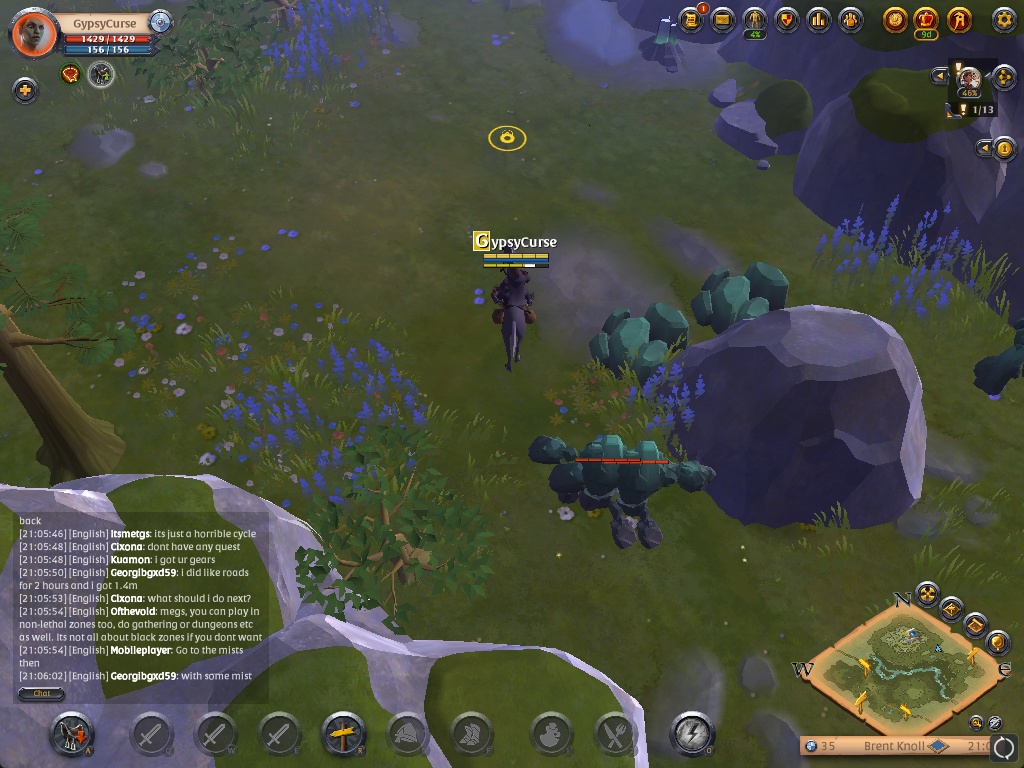 GypsyCurse
1429 / 1429
156 / 156
1
4%
9d
46%
1/13
GypsyCurse
back
[21:05:46] [English] Itsmetgs: its just a horrible cycle
[21:05:48] [English] Cixona: dont have any quest
[21:05:48] [English] Kuamon: i got ur gears
[21:05:50] [English] Georgibgxd59: i did like roads
for 2 hours and i got 1.4m
[21:05:53] [English] Cixona: what should i do next?
[21:05:54] [English] Ofthevoid: megs, you can play in
non-lethal zones too, do gathering or dungeons etc
as well. Its not all about black zones if you dont want
[21:05:54] [English] Mobileplayer: Go to the mists
then
[21:06:02] [English] Georgibgxd59: with some mist
Chat
N
W
E
A
W
R
35 Brent Knoll